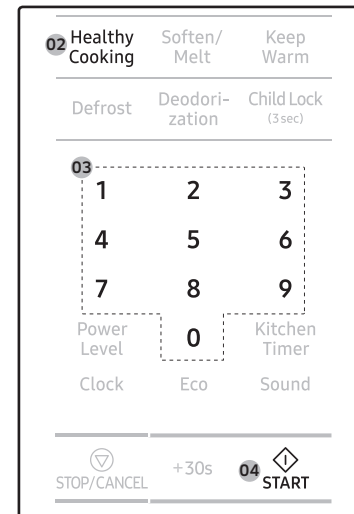 02 Healthy Cooking
Soften/ Melt
Keep Warm
Defrost
Deodori-zation
Child Lock (3 sec)
03
1 2 3
4 5 6
7 8 9
Power Level
0
Kitchen Timer
Clock Eco Sound
STOP/CANCEL
+30s
04 START